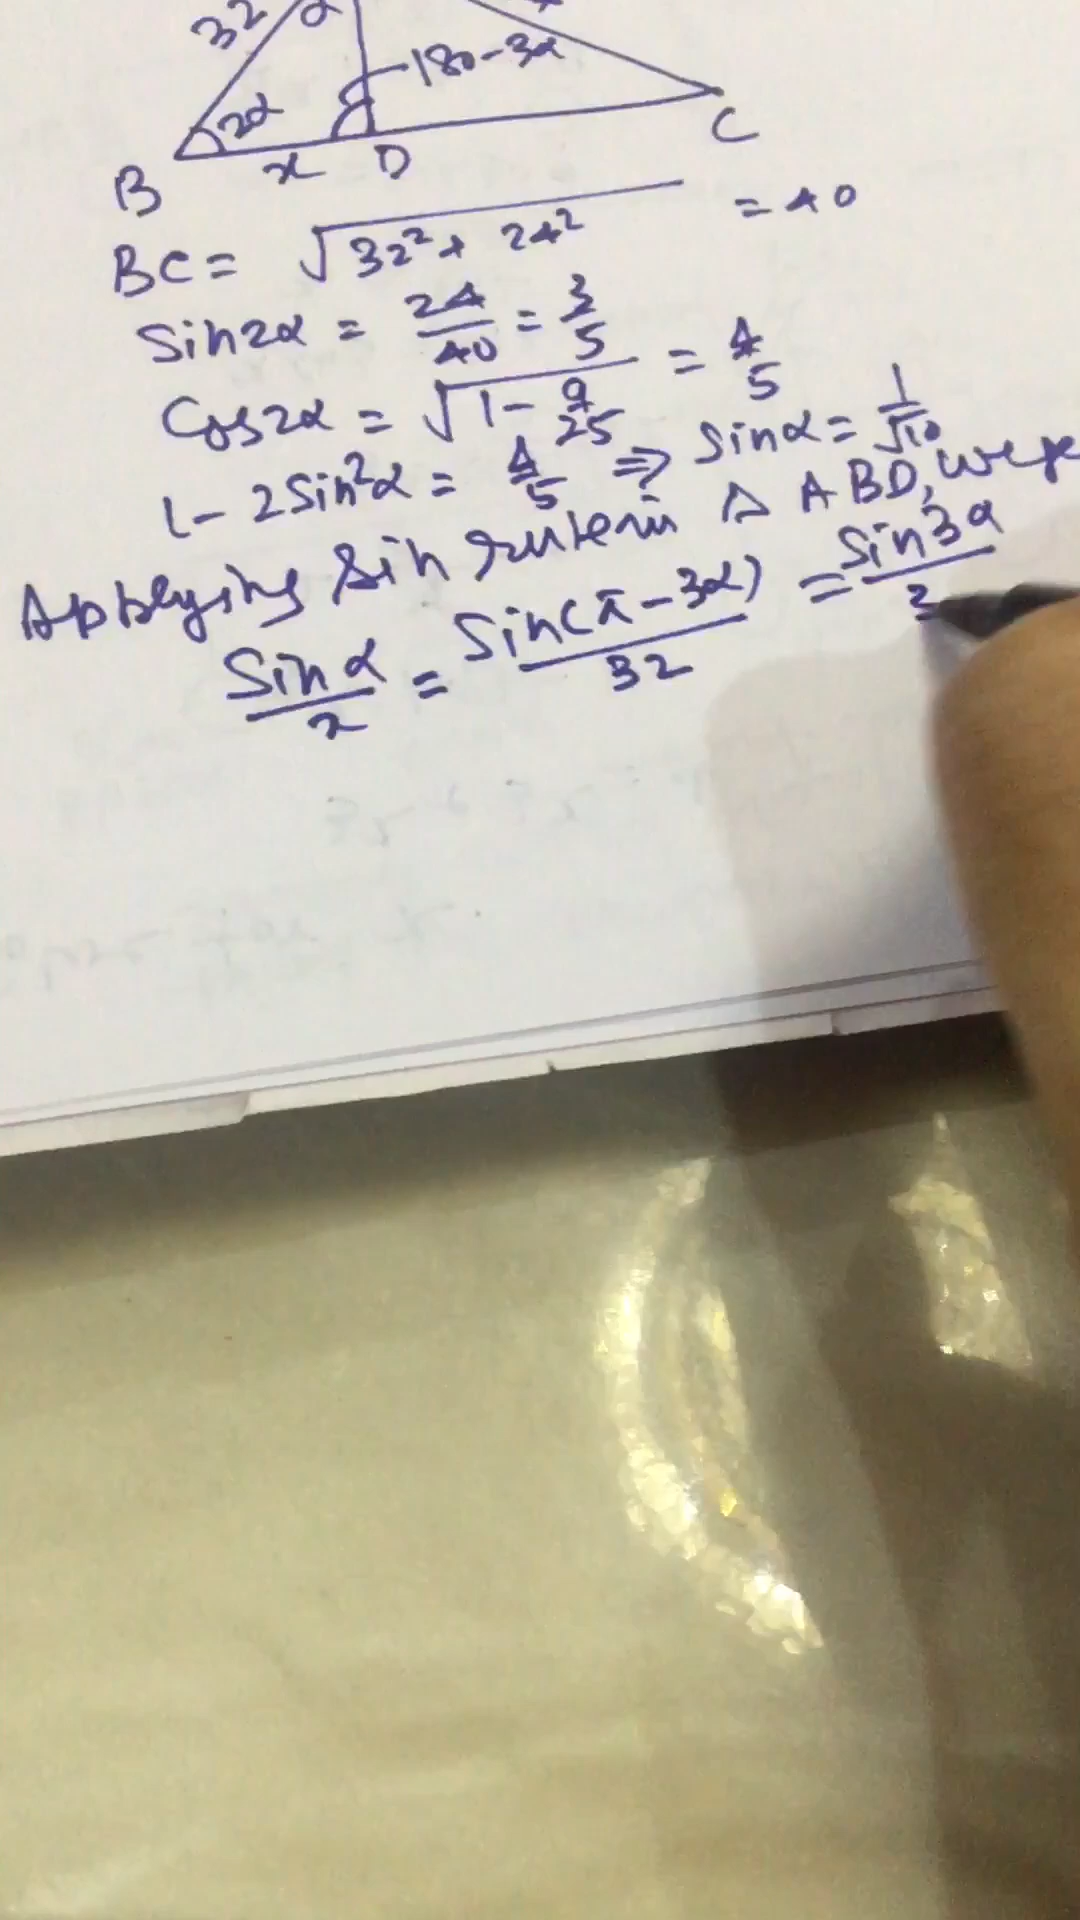 32 α
180-3α
2α
B x D C
BC = √32²+ 24² = 40
Sin2α = 24/40 = 3/5
Cos2α = √1- 9/25 = 4/5
1- 2Sin²α = 4/5 ⇒ Sinα = 1/√10
Applying Sin rule in Δ ABD, we
Sinα/x = Sin(π-3α)/32 = Sin3α/3